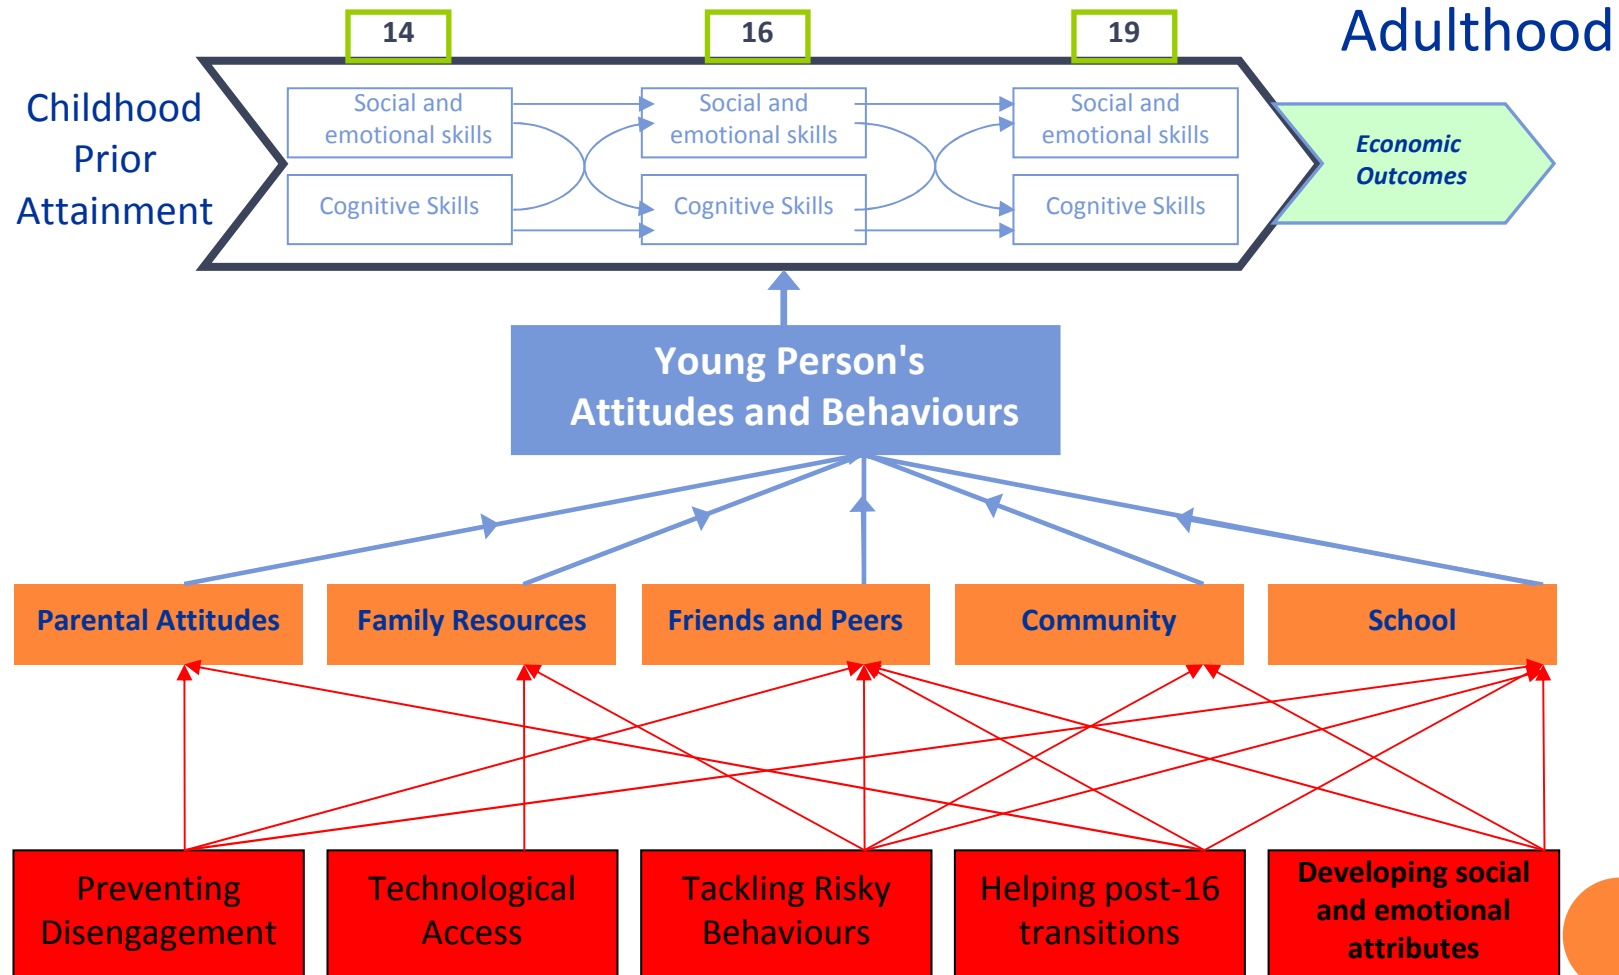 14
16
19
Adulthood
Childhood
Prior
Attainment
Social and
emotional skills
Social and
emotional skills
Social and
emotional skills
Cognitive Skills
Cognitive Skills
Cognitive Skills
Economic
Outcomes
Young Person's
Attitudes and Behaviours
Parental Attitudes
Family Resources
Friends and Peers
Community
School
Preventing
Disengagement
Technological
Access
Tackling Risky
Behaviours
Helping post-16
transitions
Developing social
and emotional
attributes